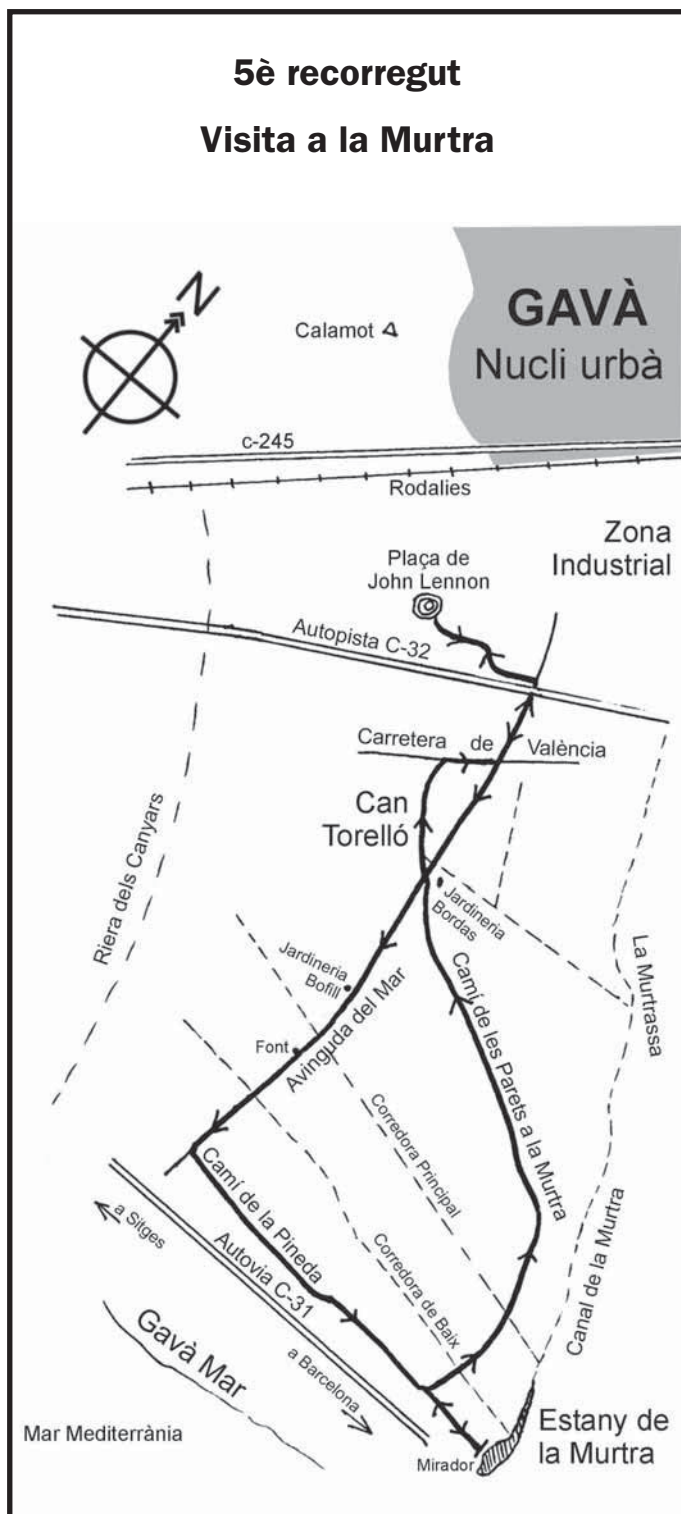 5è recorregut
Visita a la Murtra
N
Calamot
GAVÀ
Nucli urbà
c-245
Rodalies
Zona
Industrial
Plaça de
John Lennon
Autopista C-32
Carretera de València
Can
Torelló
Riera dels Canyars
Jardineria
Bordas
Jardineria
Bofill
La Murtrassa
Camí de les Parets a la Murtra
Avinguda del Mar
Font
Corredora Principal
Camí de la Pineda
Canal de la Murtra
a Sitges
Autovia C-31
Corredora de Baix
Gavà Mar
a Barcelona
Mar Mediterrània
Estany de
la Murtra
Mirador